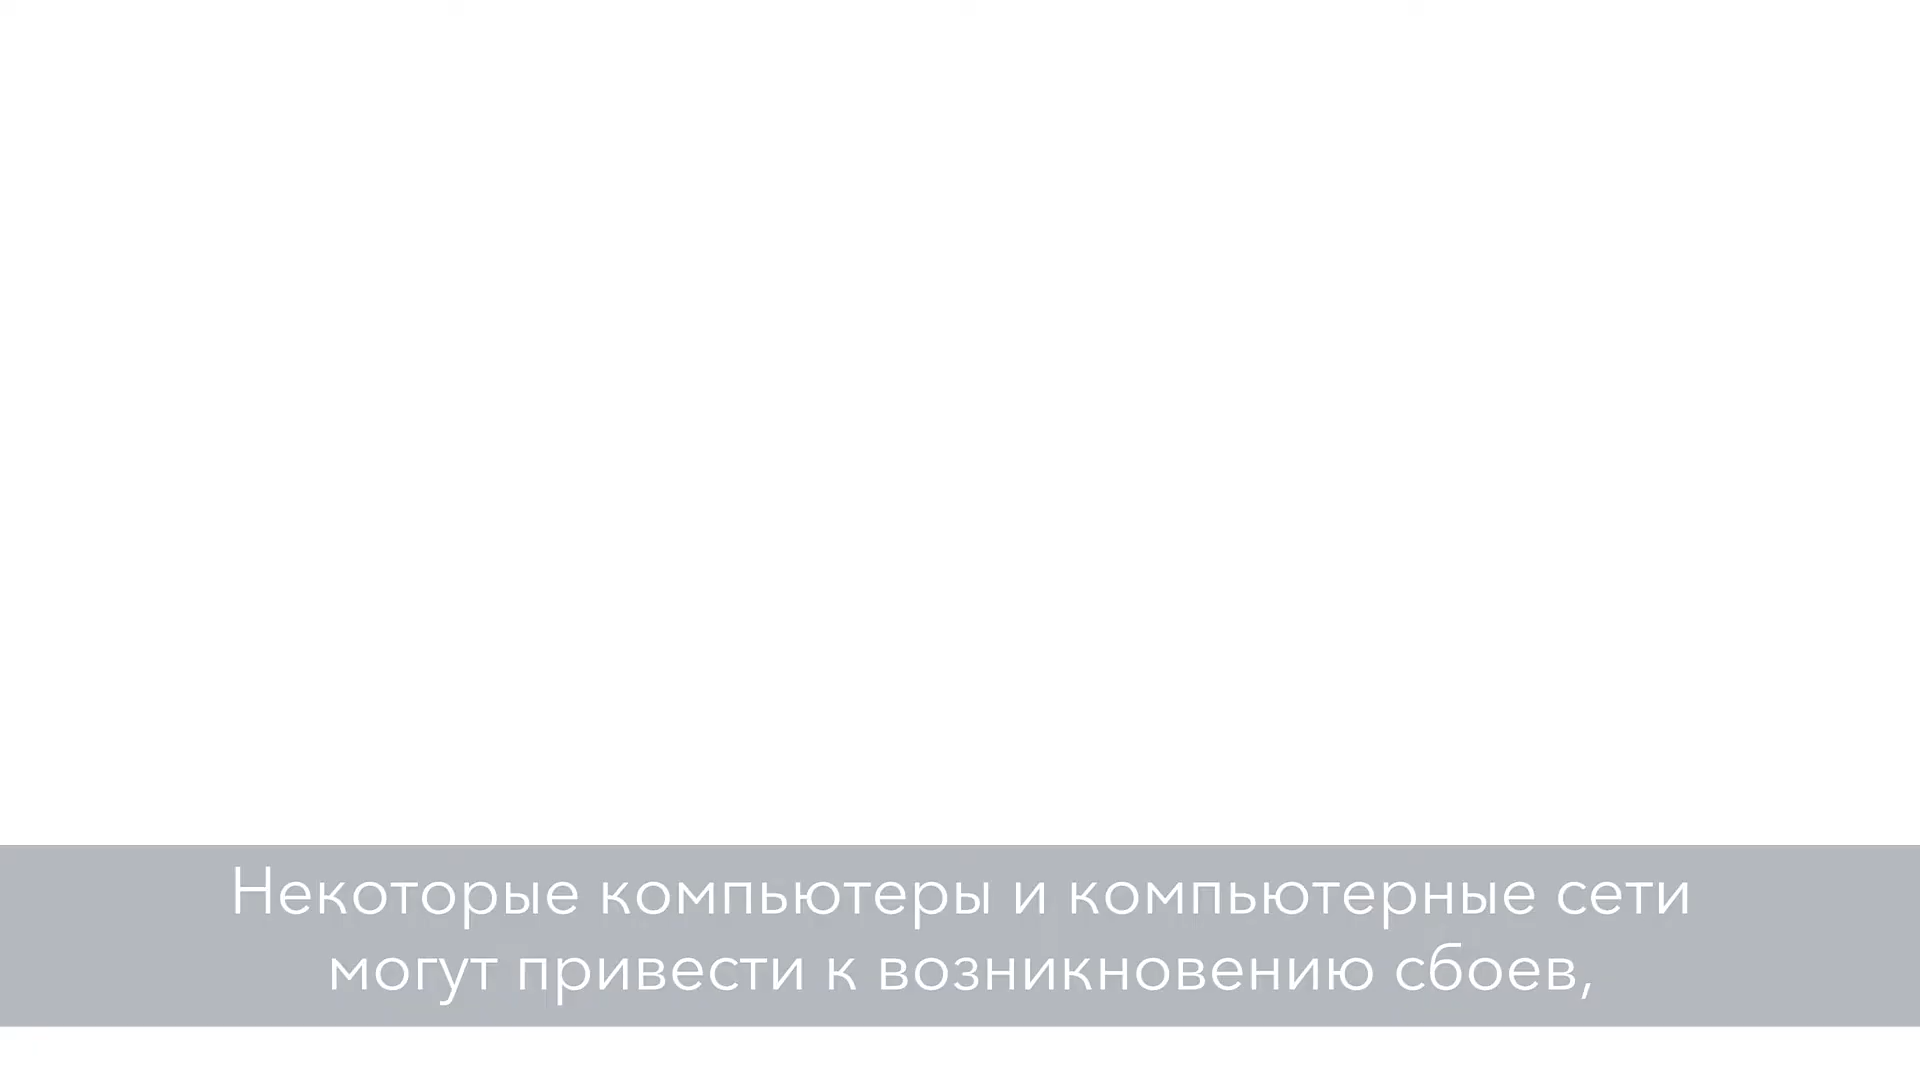 Некоторые компьютеры и компьютерные сети
могут привести к возникновению сбоев,